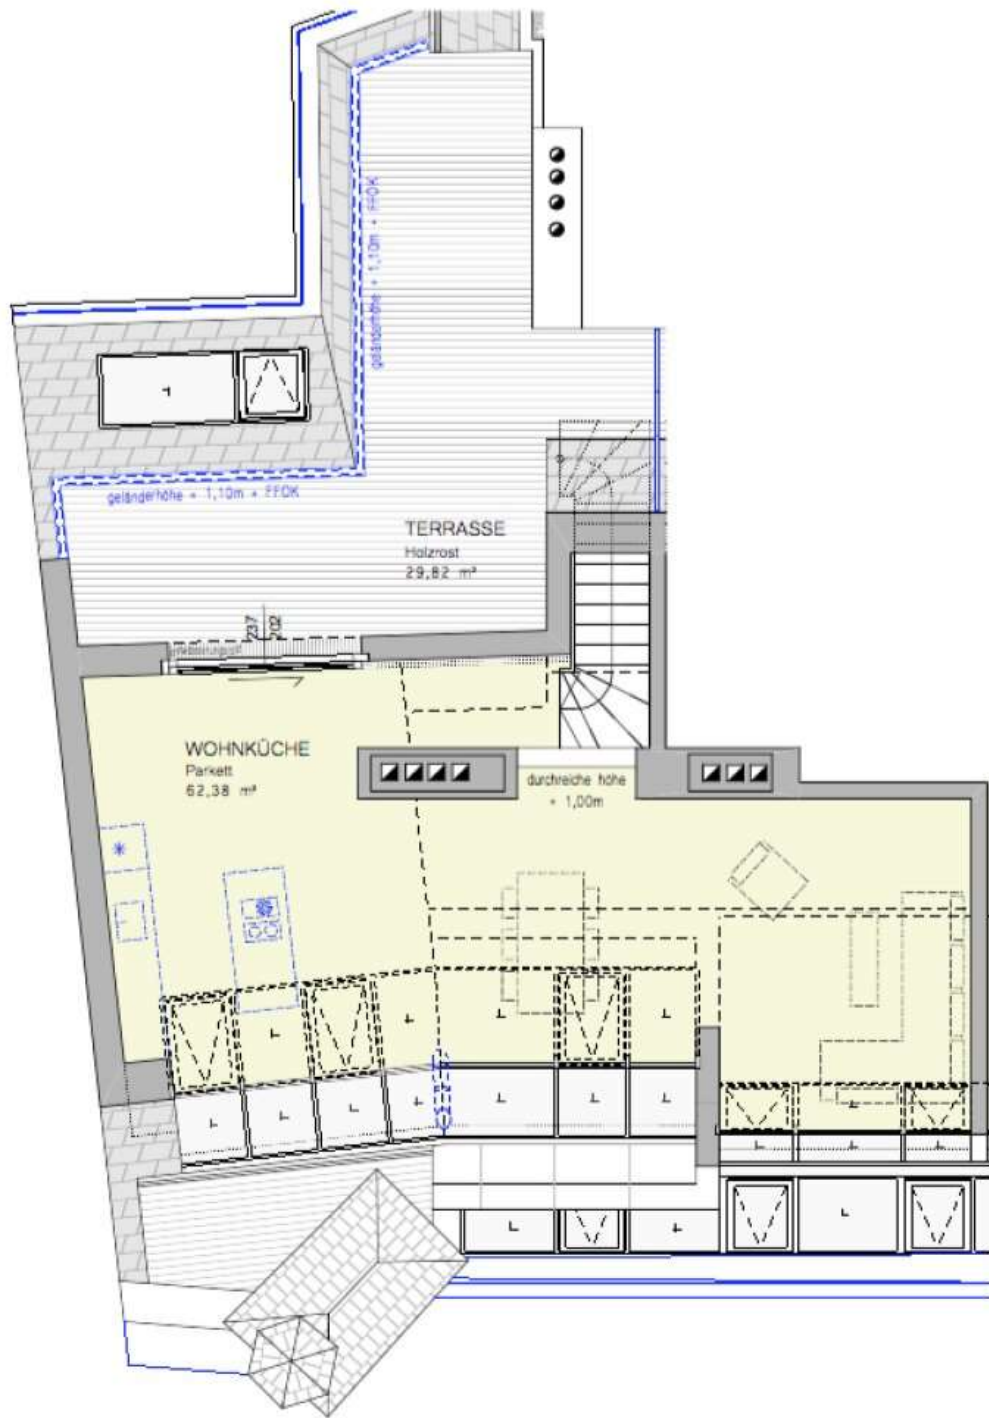 geländerhöhe + 1,10m + FFOK
geländerhöhe + 1,10m + FFOK
TERRASSE
Holzrost
29,82 m²
237
202
WOHNKÜCHE
Parkett
62,38 m²
durchreiche höhe
+ 1,00m